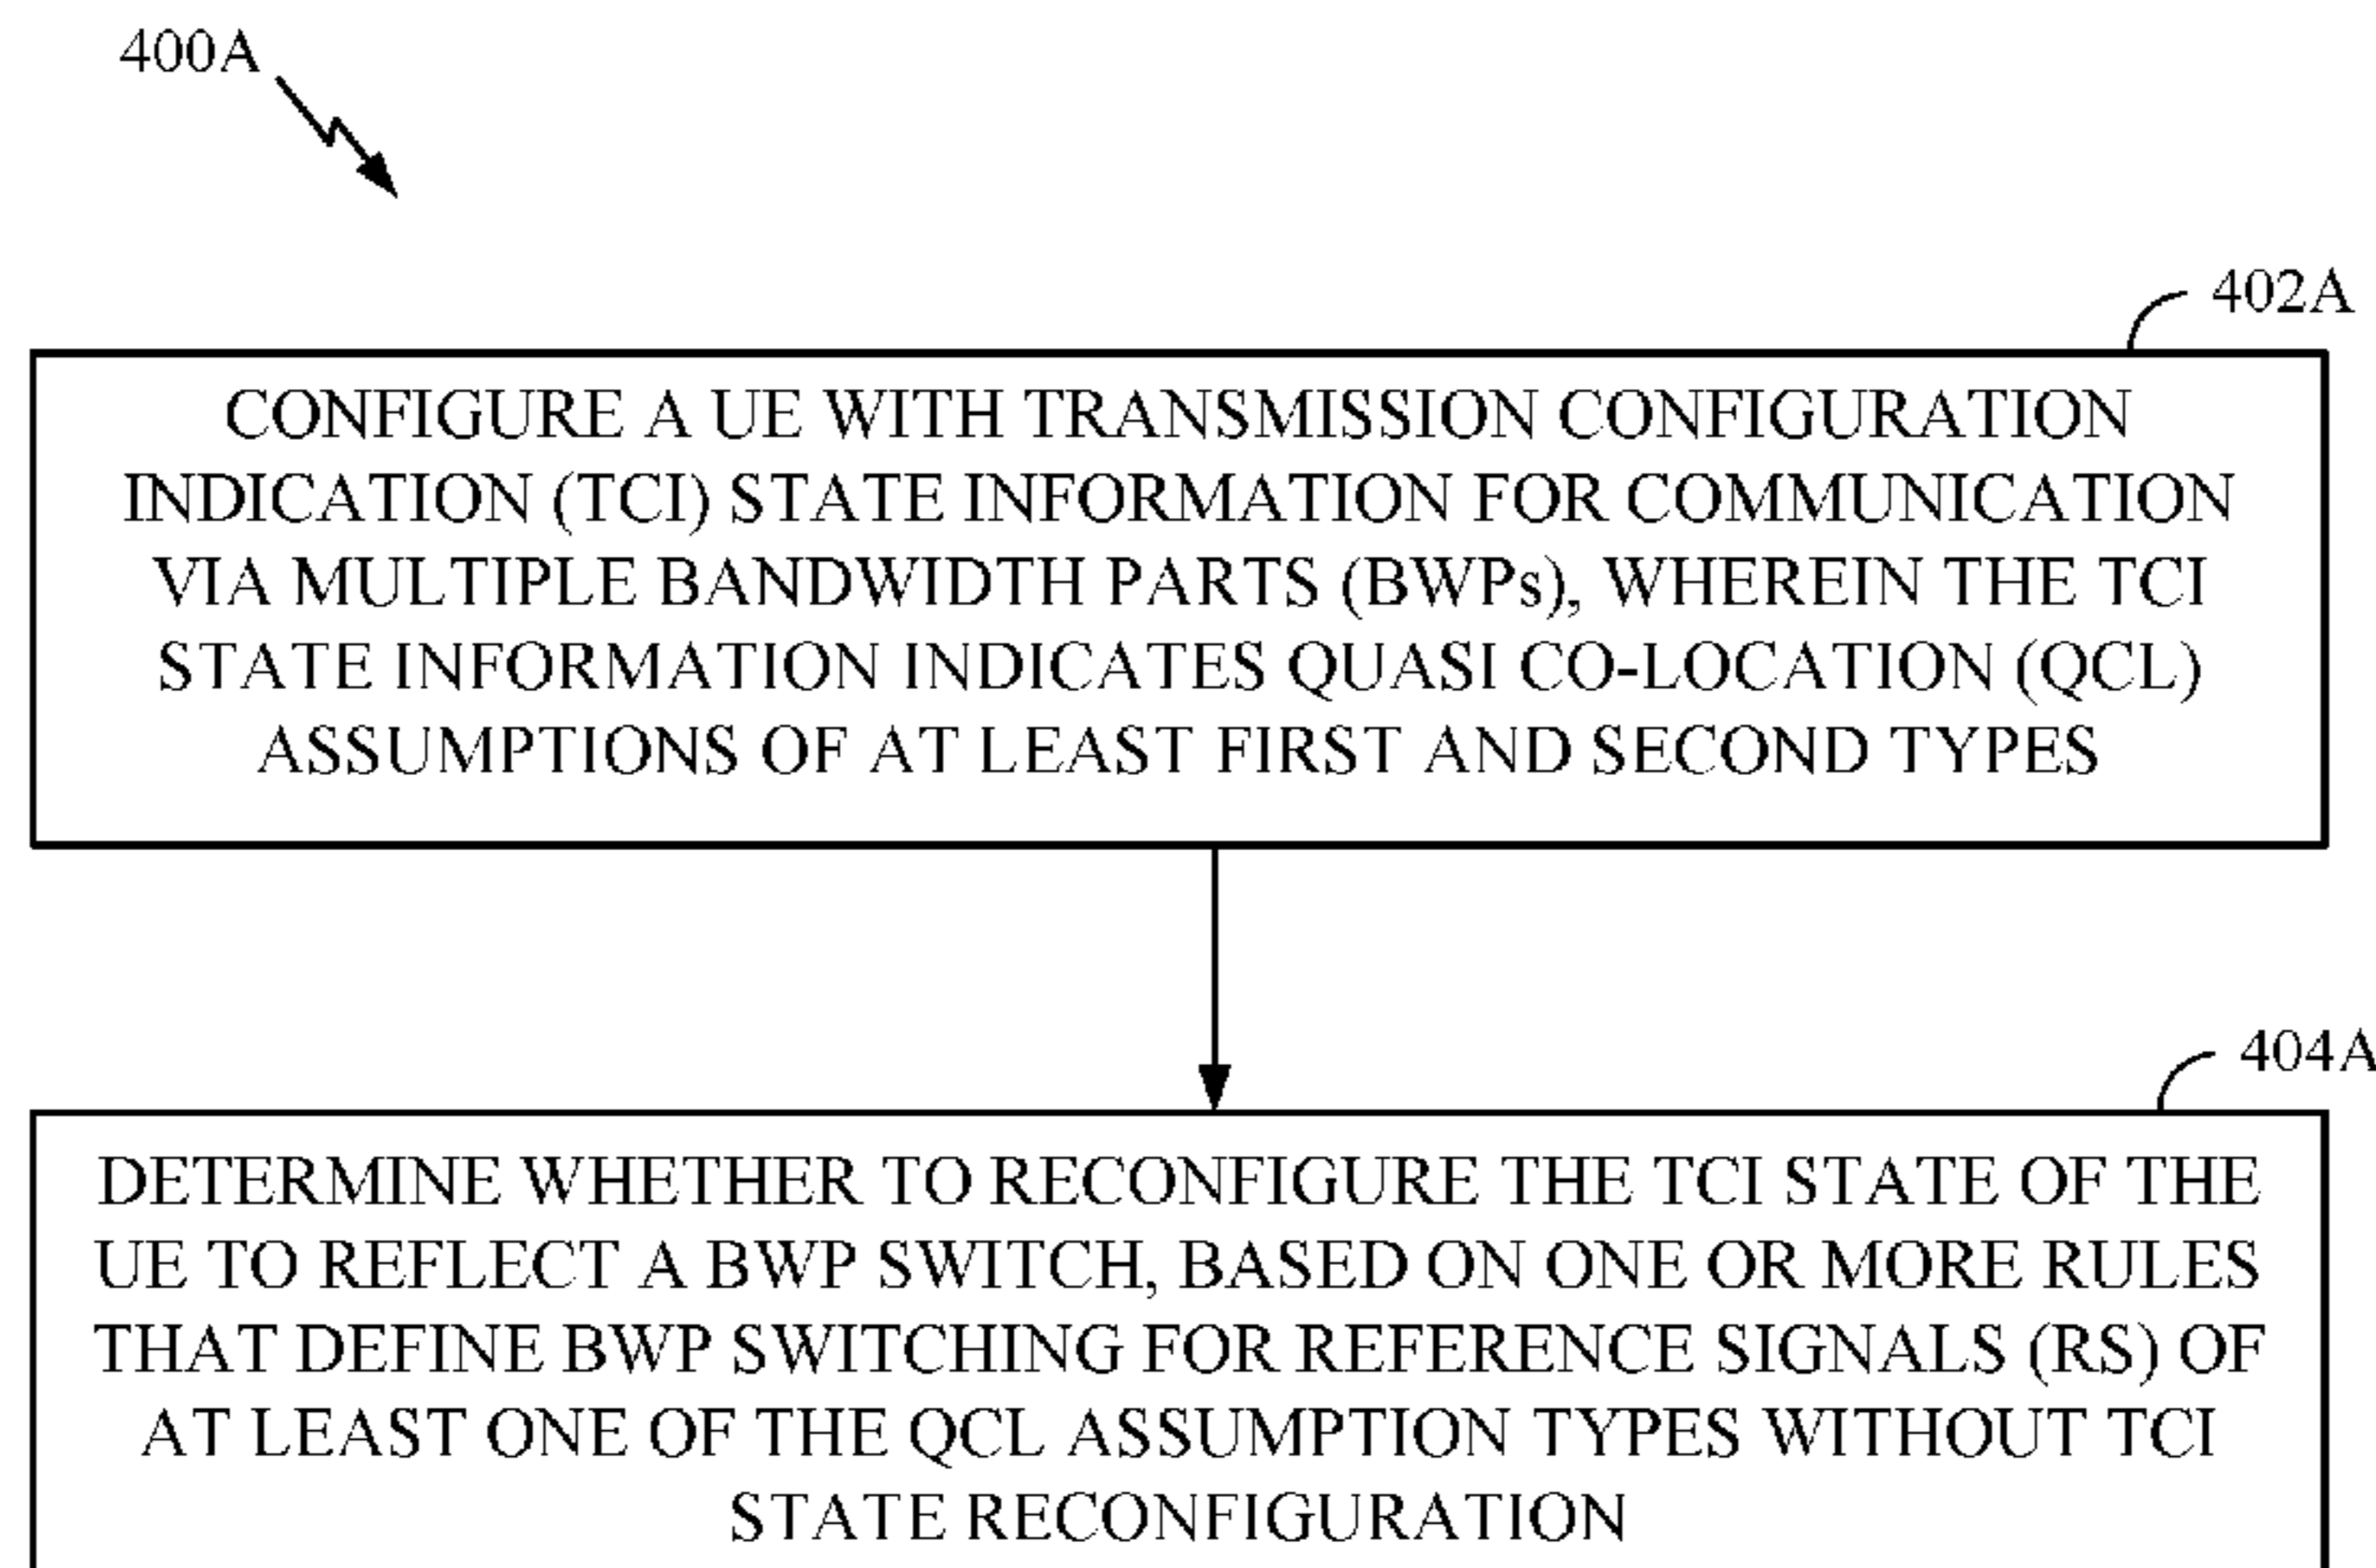 400A
402A
CONFIGURE A UE WITH TRANSMISSION CONFIGURATION
INDICATION (TCI) STATE INFORMATION FOR COMMUNICATION
VIA MULTIPLE BANDWIDTH PARTS (BWPs), WHEREIN THE TCI
STATE INFORMATION INDICATES QUASI CO-LOCATION (QCL)
ASSUMPTIONS OF AT LEAST FIRST AND SECOND TYPES
404A
DETERMINE WHETHER TO RECONFIGURE THE TCI STATE OF THE
UE TO REFLECT A BWP SWITCH, BASED ON ONE OR MORE RULES
THAT DEFINE BWP SWITCHING FOR REFERENCE SIGNALS (RS) OF
AT LEAST ONE OF THE QCL ASSUMPTION TYPES WITHOUT TCI
STATE RECONFIGURATION